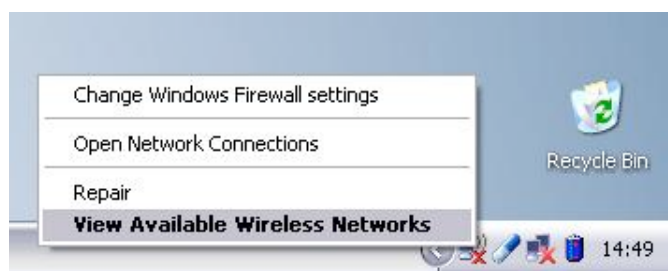 Change Windows Firewall settings
Open Network Connections
Repair
View Available Wireless Networks
Recycle Bin
14:49